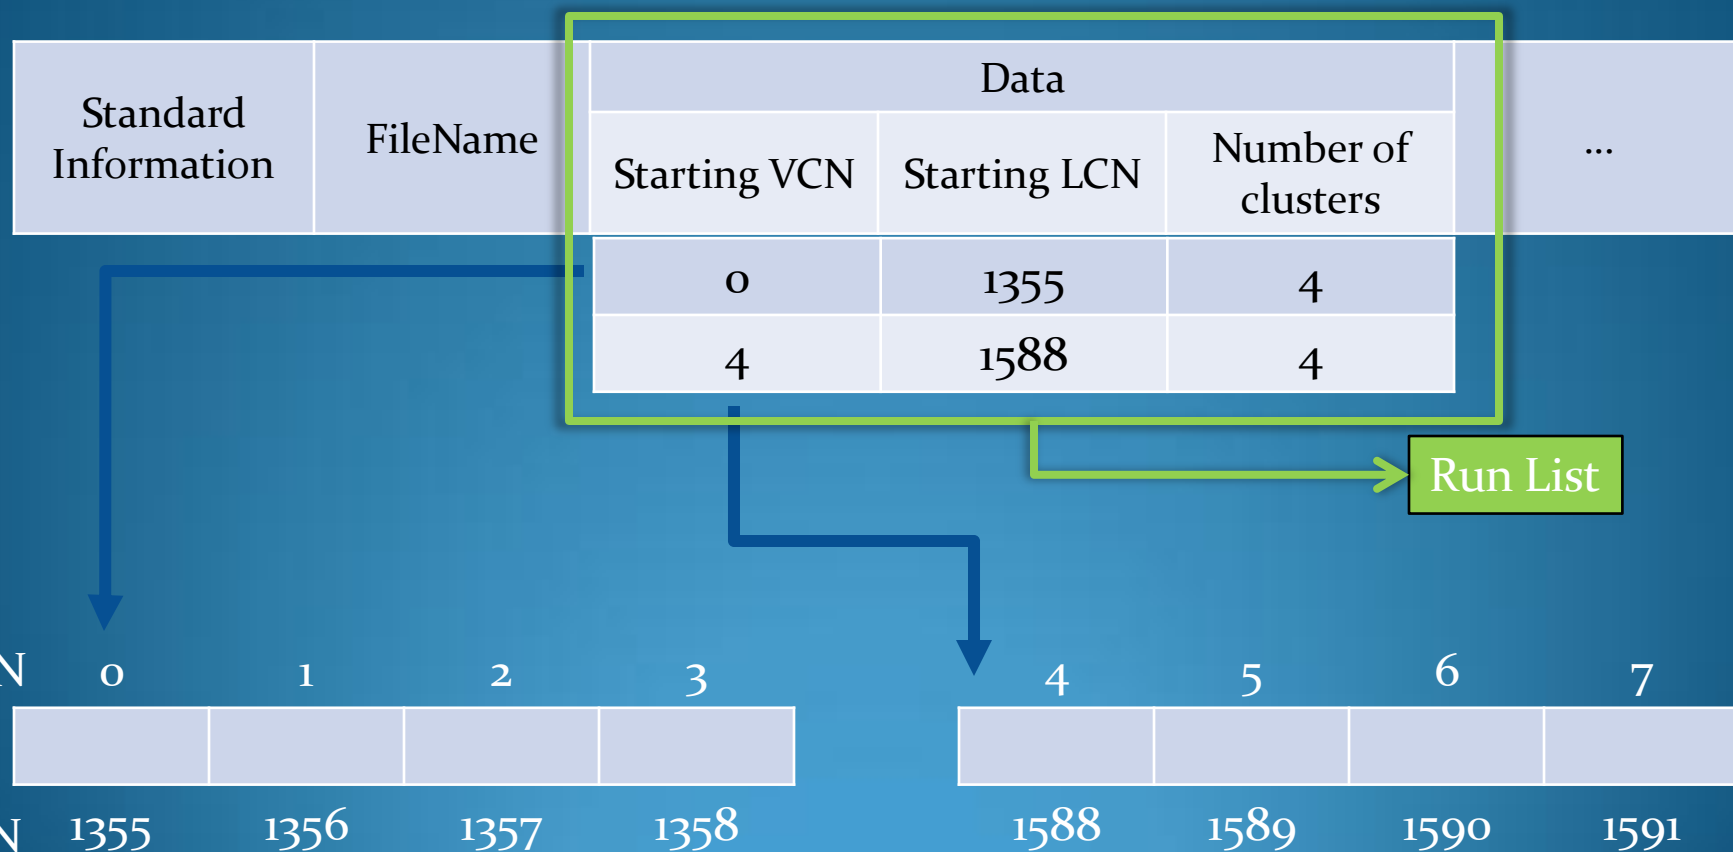 Standard
Information
FileName
Data
Starting VCN
Starting LCN
Number of
clusters
...
0 1355 4
4 1588 4
Run List
N 0 1 2 3 4 5 6 7
N 1355 1356 1357 1358 1588 1589 1590 1591